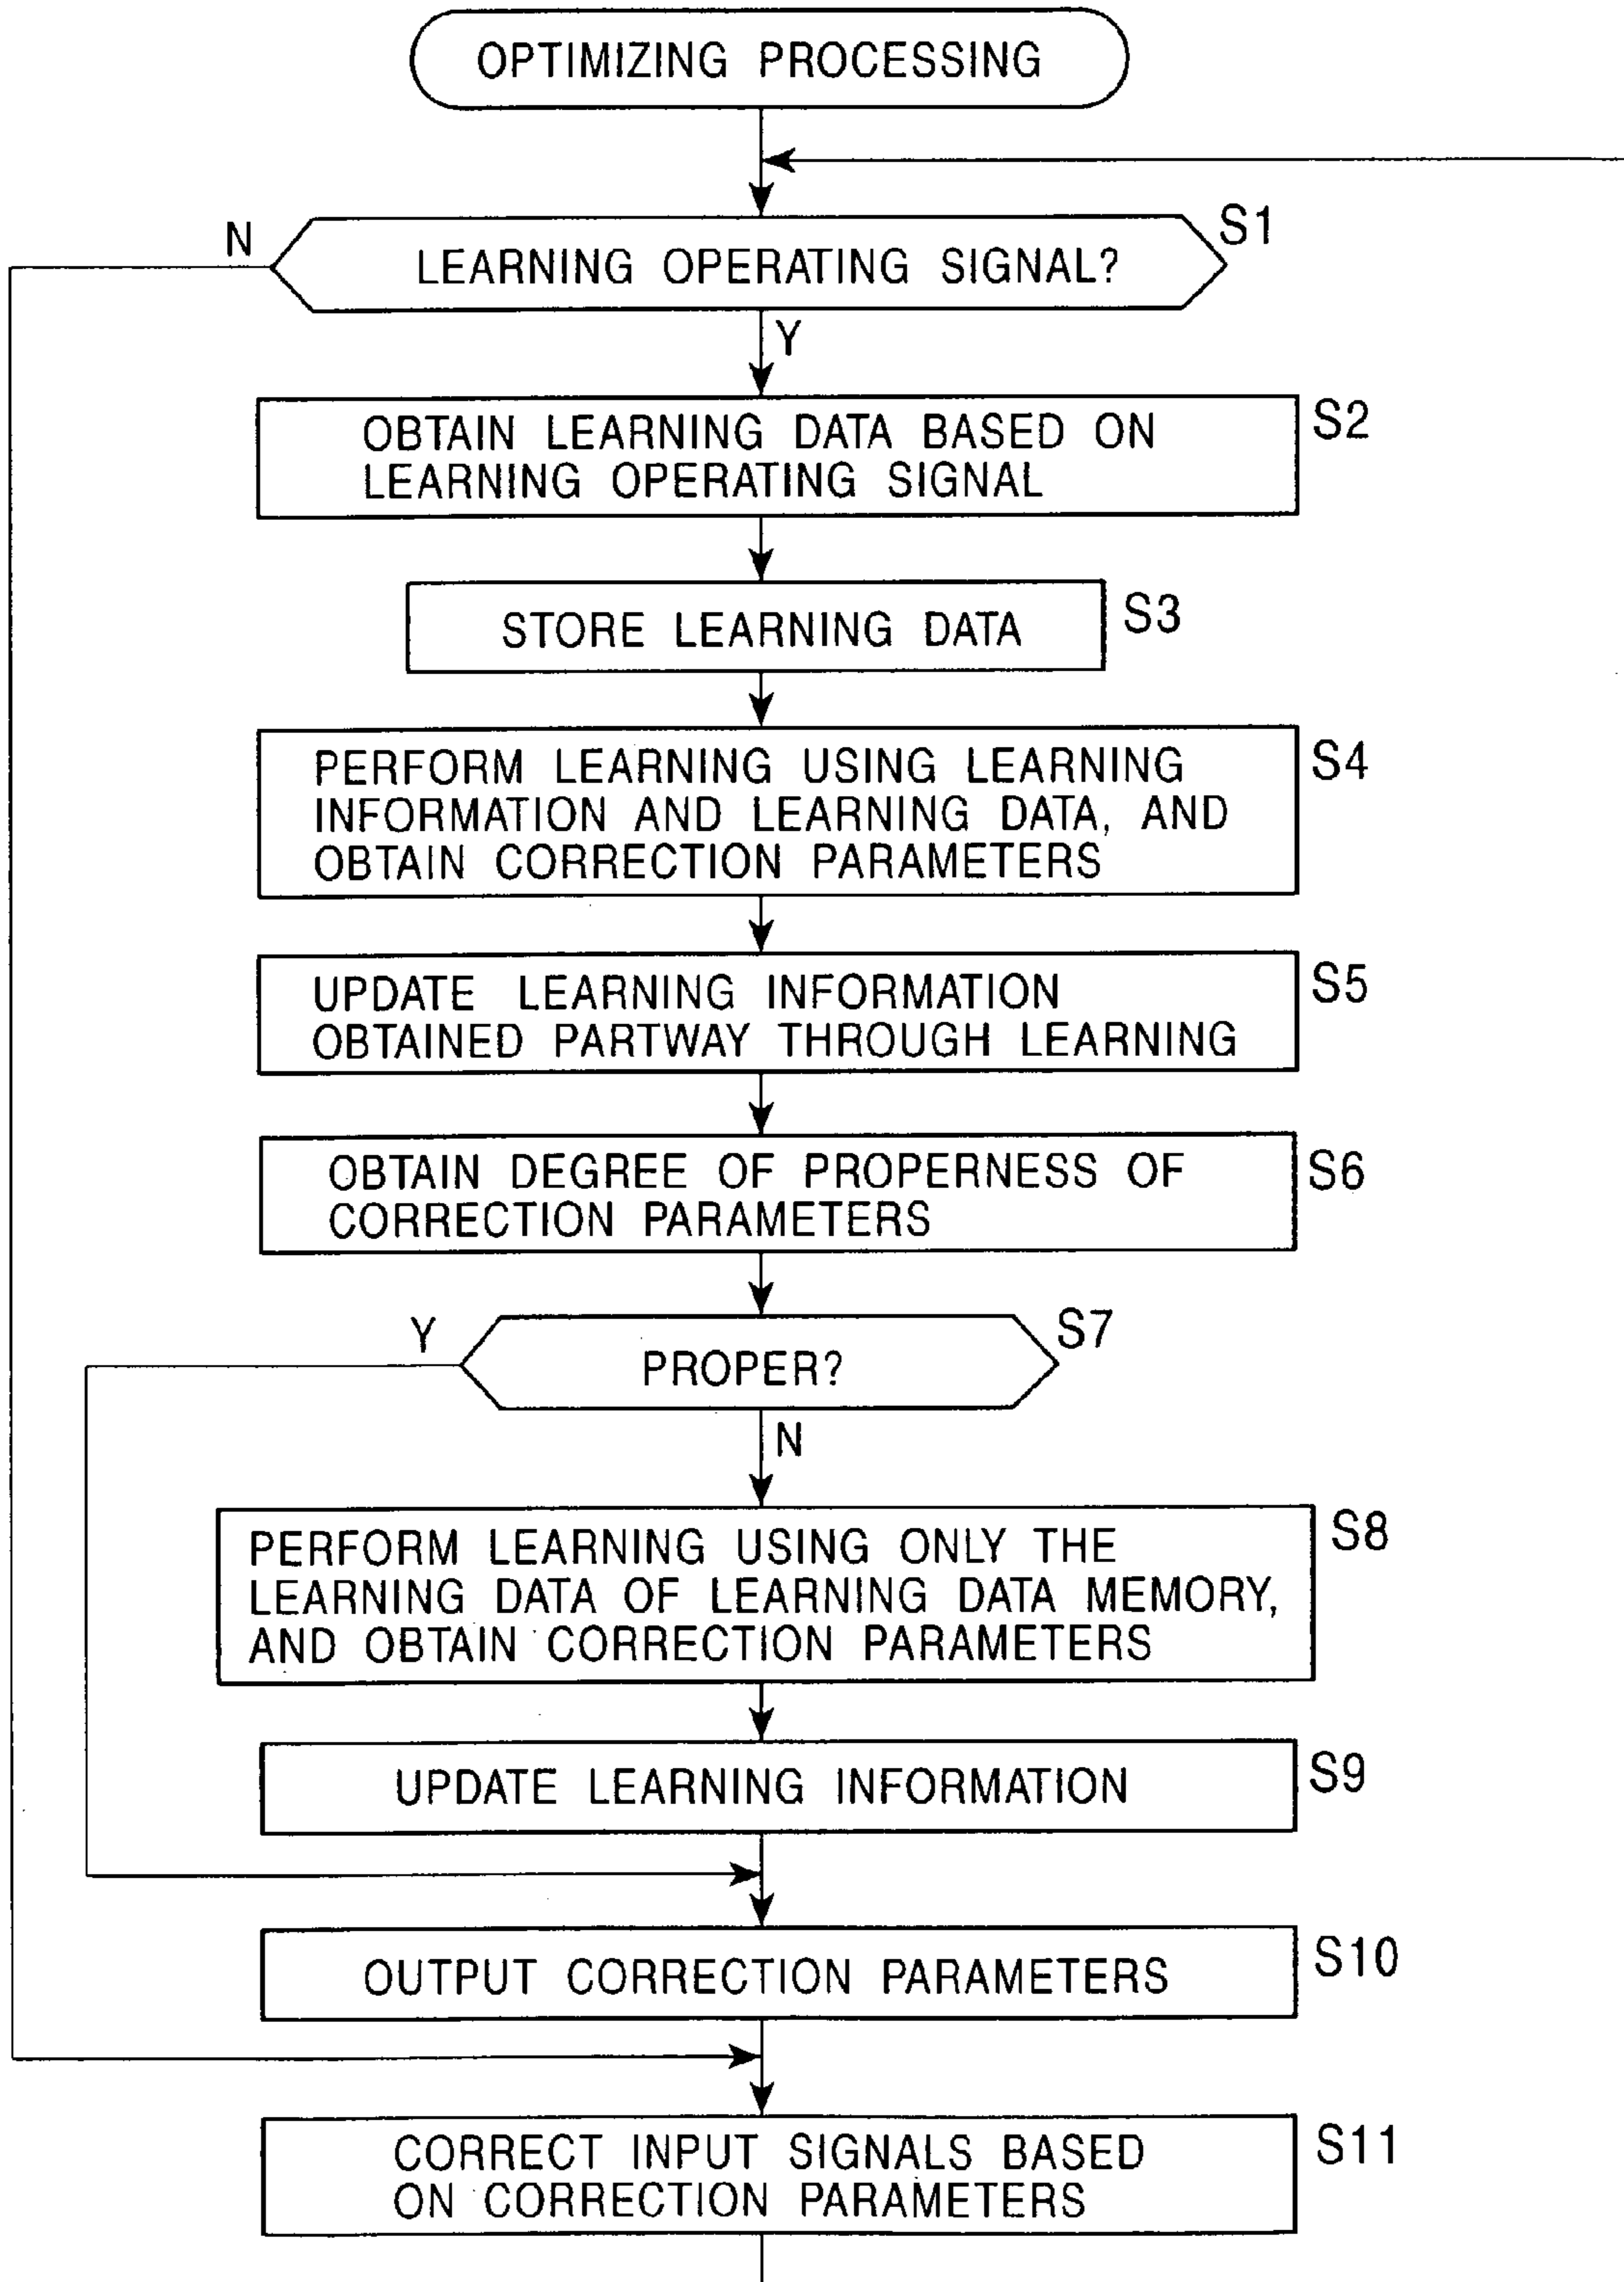 OPTIMIZING PROCESSING
N
LEARNING OPERATING SIGNAL?
S1
Y
OBTAIN LEARNING DATA BASED ON
LEARNING OPERATING SIGNAL
S2
STORE LEARNING DATA
S3
PERFORM LEARNING USING LEARNING
INFORMATION AND LEARNING DATA, AND
OBTAIN CORRECTION PARAMETERS
S4
UPDATE LEARNING INFORMATION
OBTAINED PARTWAY THROUGH LEARNING
S5
OBTAIN DEGREE OF PROPERNESS OF
CORRECTION PARAMETERS
S6
Y
PROPER?
S7
N
PERFORM LEARNING USING ONLY THE
LEARNING DATA OF LEARNING DATA MEMORY,
AND OBTAIN CORRECTION PARAMETERS
S8
UPDATE LEARNING INFORMATION
S9
OUTPUT CORRECTION PARAMETERS
S10
CORRECT INPUT SIGNALS BASED
ON CORRECTION PARAMETERS
S11